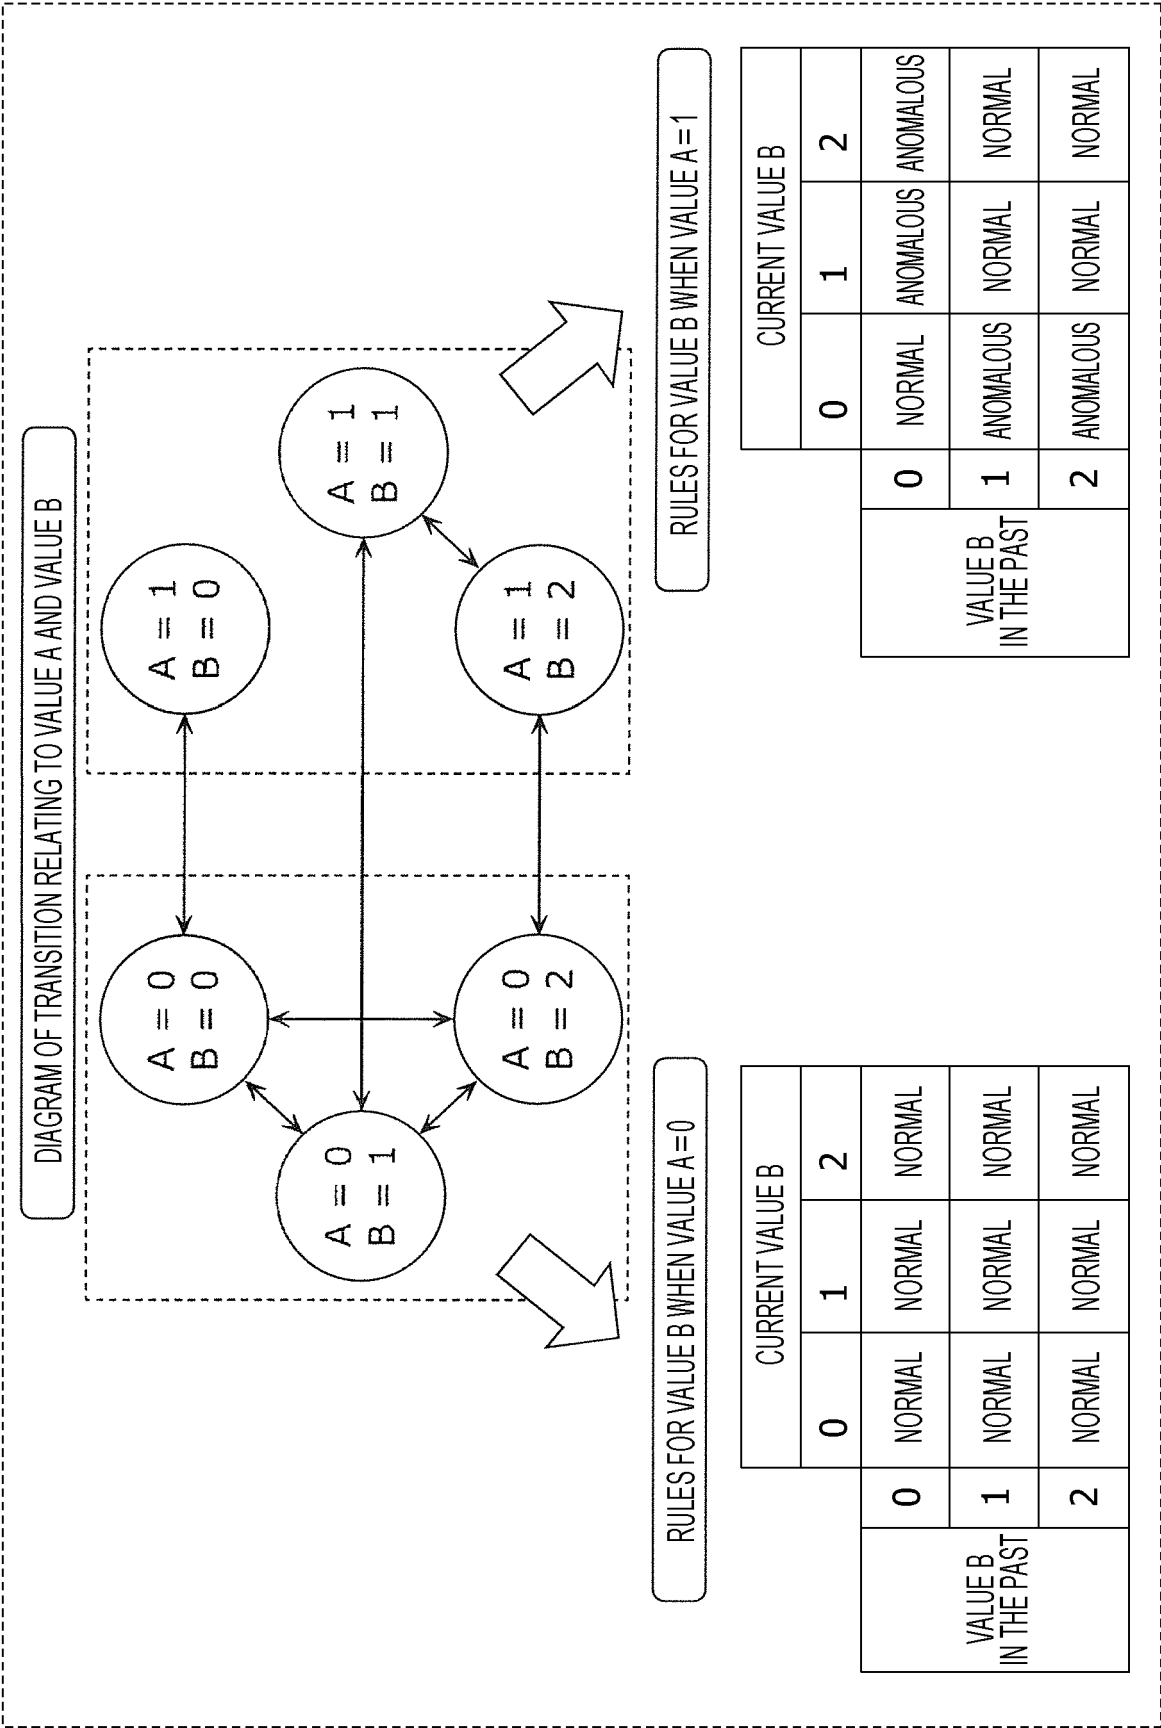 DIAGRAM OF TRANSITION RELATING TO VALUE A AND VALUE B
A = 0
B = 0
A = 1
B = 0
A = 0
B = 1
A = 1
B = 1
A = 0
B = 2
A = 1
B = 2
RULES FOR VALUE B WHEN VALUE A = 0
CURRENT VALUE B
0 1 2
VALUE B
IN THE PAST
0 NORMAL NORMAL NORMAL
1 NORMAL NORMAL NORMAL
2 NORMAL NORMAL NORMAL
RULES FOR VALUE B WHEN VALUE A = 1
CURRENT VALUE B
0 1 2
VALUE B
IN THE PAST
0 NORMAL ANOMALOUS ANOMALOUS
1 ANOMALOUS NORMAL NORMAL
2 ANOMALOUS NORMAL NORMAL